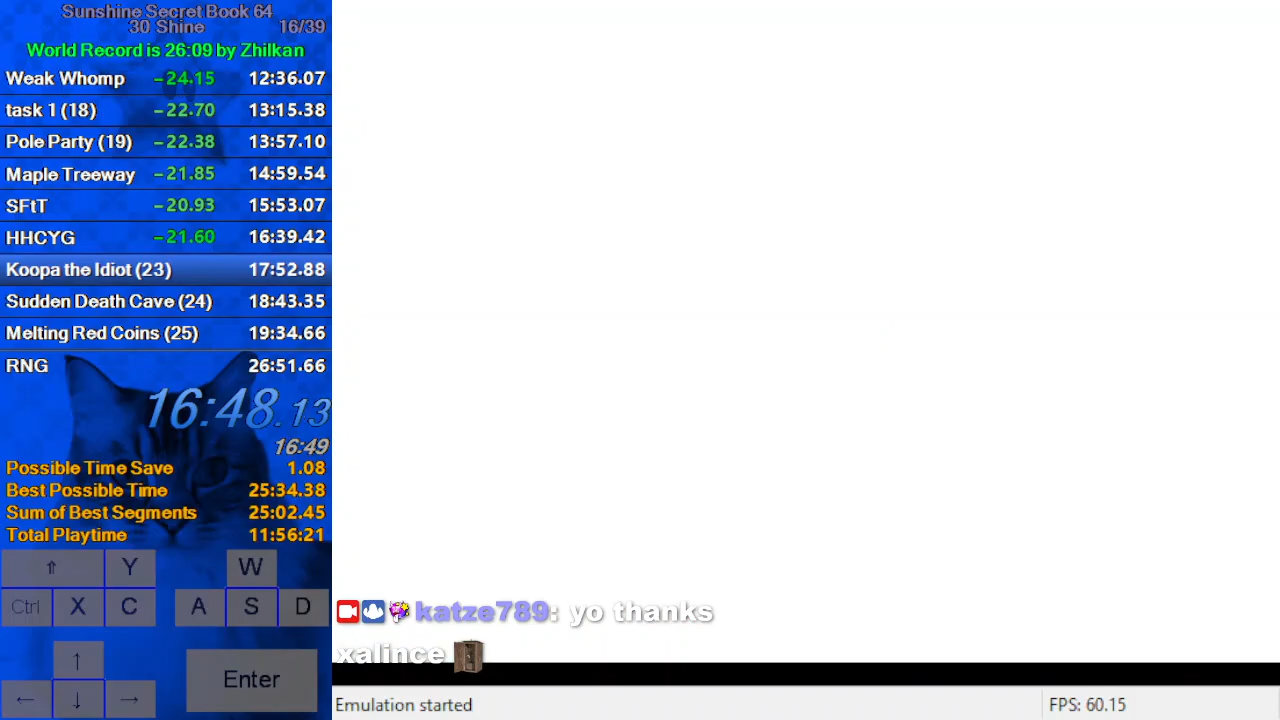 Sunshine Secret Book 64
30 Shine 16/39
World Record is 26:09 by Zhilkan
Weak Whomp -24.15 12:36.07
task 1 (18) -22.70 13:15.38
Pole Party (19) -22.38 13:57.10
Maple Treeway -21.85 14:59.54
SFtT -20.93 15:53.07
HHCYG -21.60 16:39.42
Koopa the Idiot (23) 17:52.88
Sudden Death Cave (24) 18:43.35
Melting Red Coins (25) 19:34.66
RNG 26:51.66
16:48.13
16:49
Possible Time Save 1.08
Best Possible Time 25:34.38
Sum of Best Segments 25:02.45
Total Playtime 11:56:21
⇑ Y W
Ctrl X C A S D
↑
← ↓ → Enter
katze789: yo thanks
xalince
Emulation started FPS: 60.15